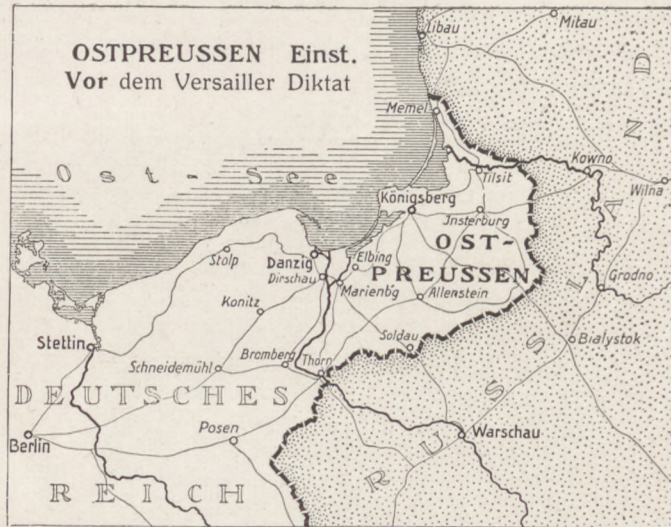 OSTPREUSSEN Einst.
Vor dem Versailler Diktat
Libau
Mitau
Memel
Ost-See
Tilsit
Kowno
Wilna
Königsberg
Insterburg
OST-
PREUSSEN
Stolp
Danzig
Dirschau
Elbing
Marienb'g
Allenstein
Grodno
Konitz
Stettin
Schneidemühl
Bromberg
Thorn
Soldau
Bialystok
DEUTSCHES
REICH
Berlin
Posen
Warschau
RUSSLAND